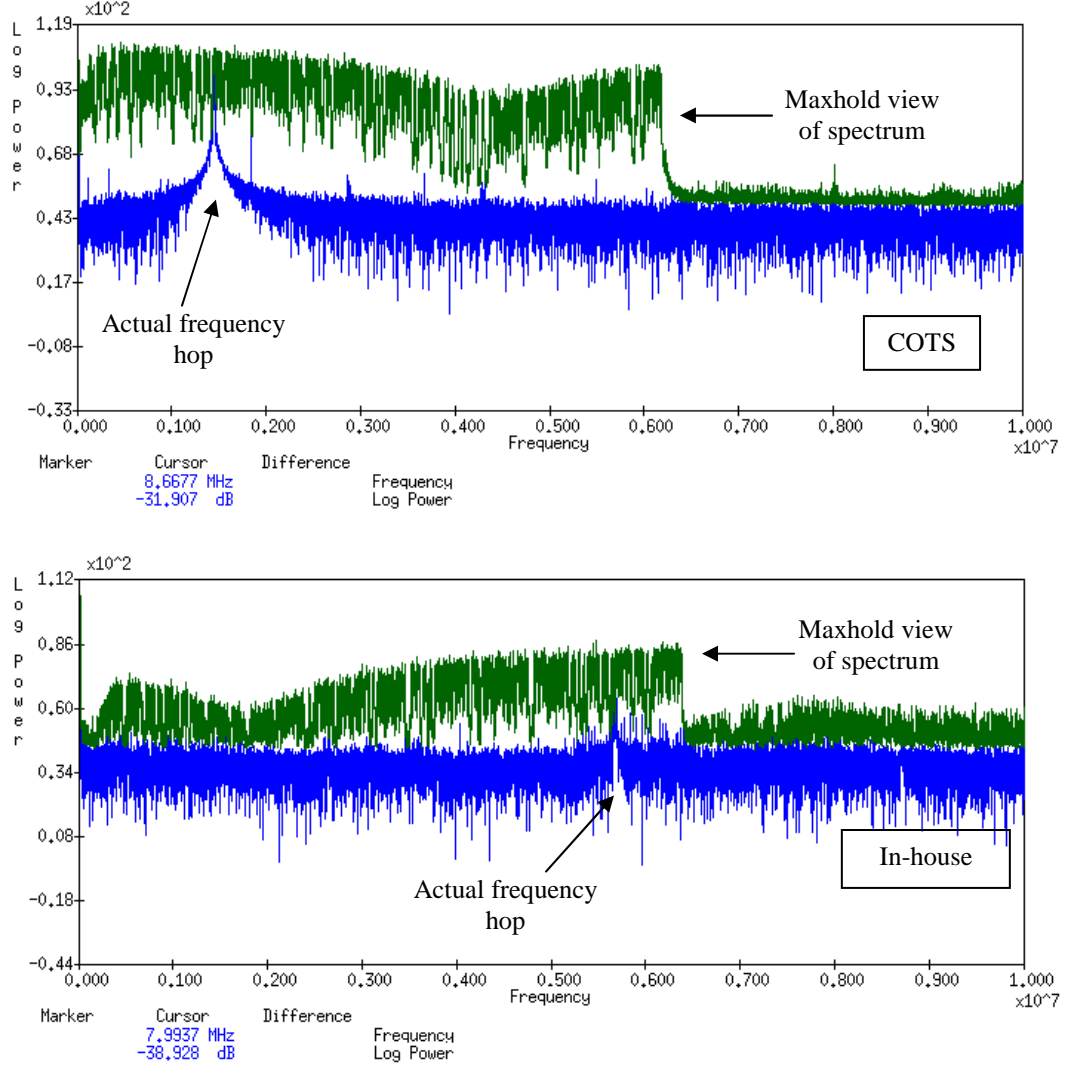 x10^2
Log Power
1.19
0.93
0.68
0.43
0.17
-0.08
-0.33
Maxhold view
of spectrum
Actual frequency
hop
COTS
0.000 0.100 0.200 0.300 0.400 0.500 0.600 0.700 0.800 0.900 1.000
Frequency
x10^7
Marker Cursor Difference
8.6677 MHz Frequency
-31.907 dB Log Power
x10^2
Log Power
1.12
0.86
0.60
0.34
0.08
-0.18
-0.44
Maxhold view
of spectrum
Actual frequency
hop
In-house
0.000 0.100 0.200 0.300 0.400 0.500 0.600 0.700 0.800 0.900 1.000
Frequency
x10^7
Marker Cursor Difference
7.9937 MHz Frequency
-38.928 dB Log Power